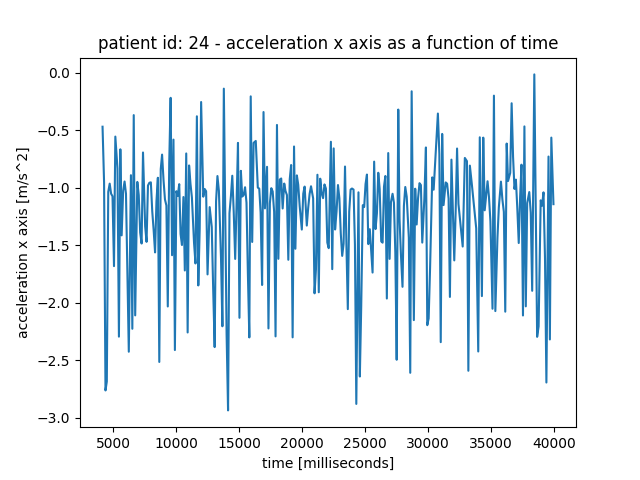 patient id: 24 - acceleration x axis as a function of time
acceleration x axis [m/s^2]
0.0
−0.5
−1.0
−1.5
−2.0
−2.5
−3.0
5000 10000 15000 20000 25000 30000 35000 40000
time [milliseconds]